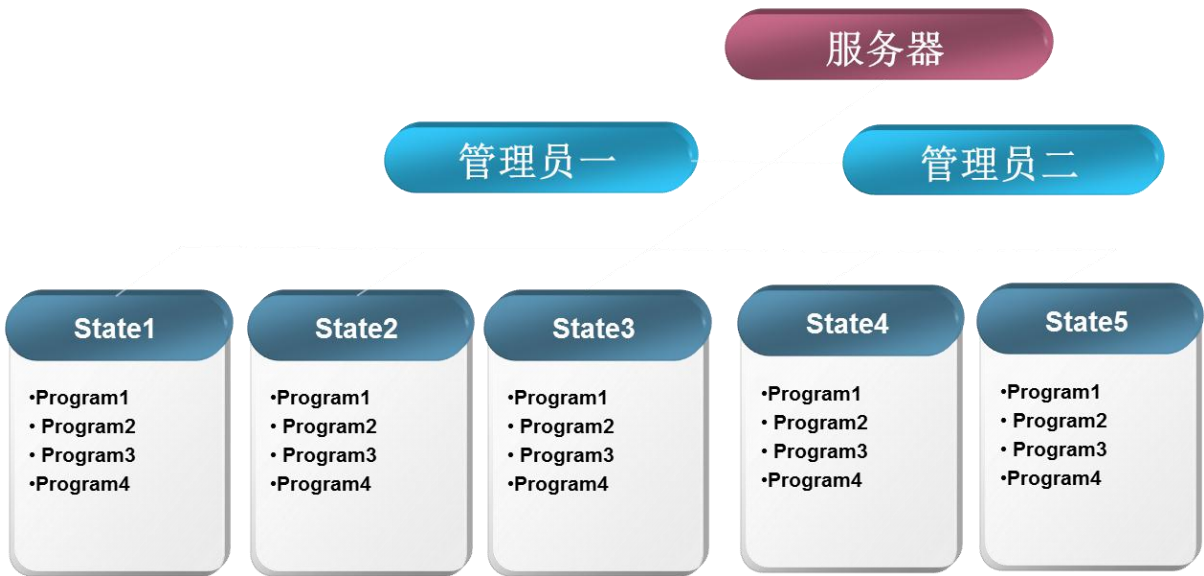 服务器
管理员一
管理员二
State1
•Program1
• Program2
• Program3
•Program4
State2
•Program1
• Program2
• Program3
•Program4
State3
•Program1
• Program2
• Program3
•Program4
State4
•Program1
• Program2
• Program3
•Program4
State5
•Program1
• Program2
• Program3
•Program4